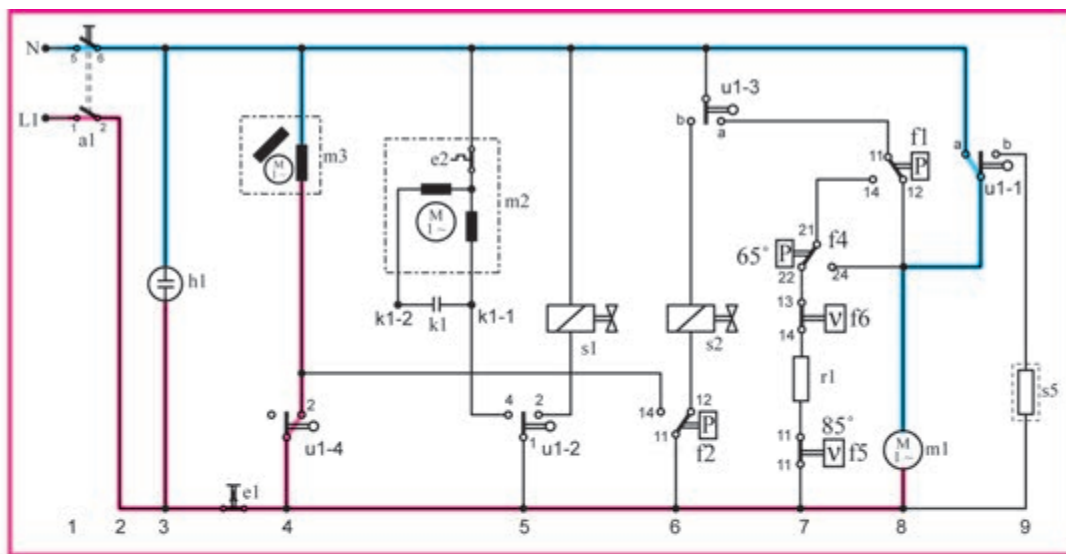 N 5 6
L1 1 2
a1
u1-3
b a
e2
m3
M
1~
m2
M
1~
11 f1
P
14 12
a b
u1-1
21 f4
65° P
22 24
h1
k1-2 k1 k1-1
s1
s2
13
V f6
14
r1
s5
2
u1-4
4 2
1 u1-2
14 12
P
11 f2
11 85°
V f5
11
M
1~ m1
e1
1 2 3 4 5 6 7 8 9